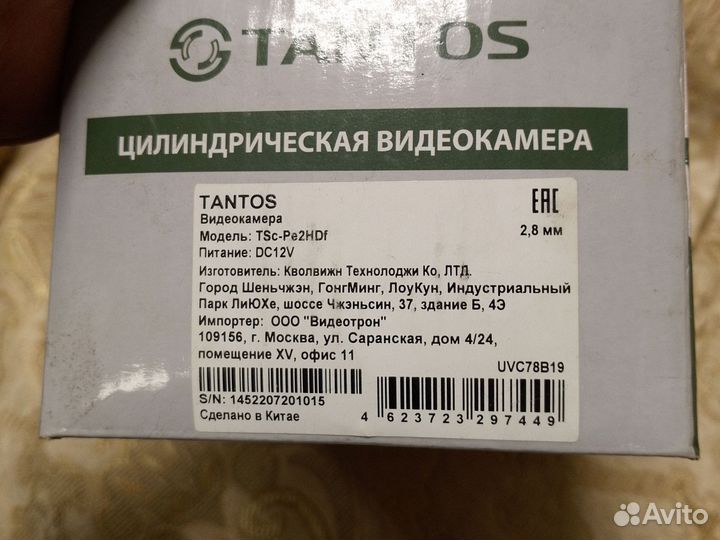 TANTOS
ЦИЛИНДРИЧЕСКАЯ ВИДЕОКАМЕРА
TANTOS
Видеокамера
Модель: TSc-Pe2HDf
Питание: DC12V
EAC
2,8 мм
Изготовитель: Кволвижн Технолоджи Ко, ЛТД.
Город Шеньчжэн, ГонгМинг, ЛоуКун, Индустриальный
Парк ЛиЮХе, шоссе Чжэньсин, 37, здание Б, 4Э
Импортер: ООО "Видеотрон"
109156, г. Москва, ул. Саранская, дом 4/24,
помещение XV, офис 11
UVC78B19
S/N: 1452207201015
Сделано в Китае
4 623723 297449
Avito